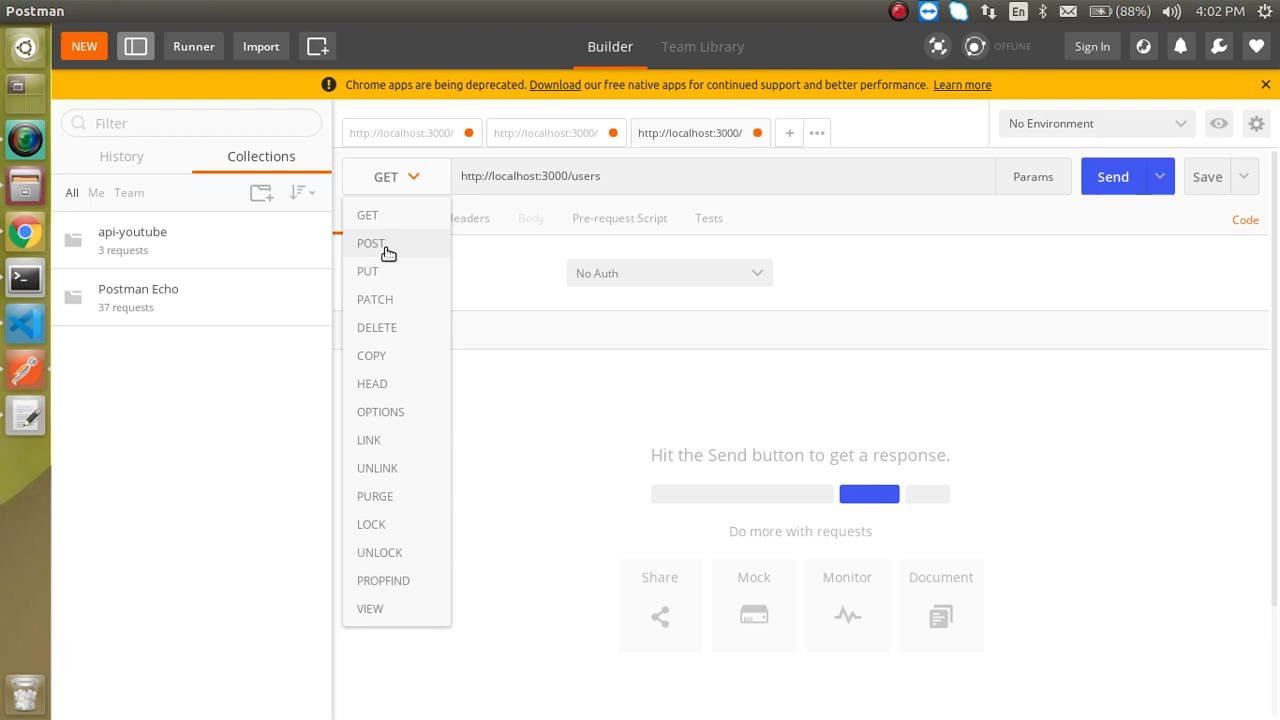 Postman
En
(88%)
4:02 PM
NEW
Runner
Import
Builder
Team Library
OFFLINE
Sign In
Chrome apps are being deprecated. Download our free native apps for continued support and better performance. Learn more
Filter
History
Collections
All Me Team
api-youtube
3 requests
Postman Echo
37 requests
http://localhost:3000/
http://localhost:3000/
http://localhost:3000/
No Environment
GET
http://localhost:3000/users
Params
Send
Save
GET
POST
PUT
PATCH
DELETE
COPY
HEAD
OPTIONS
LINK
UNLINK
PURGE
LOCK
UNLOCK
PROPFIND
VIEW
eaders
Body
Pre-request Script
Tests
Code
No Auth
Hit the Send button to get a response.
Do more with requests
Share
Mock
Monitor
Document